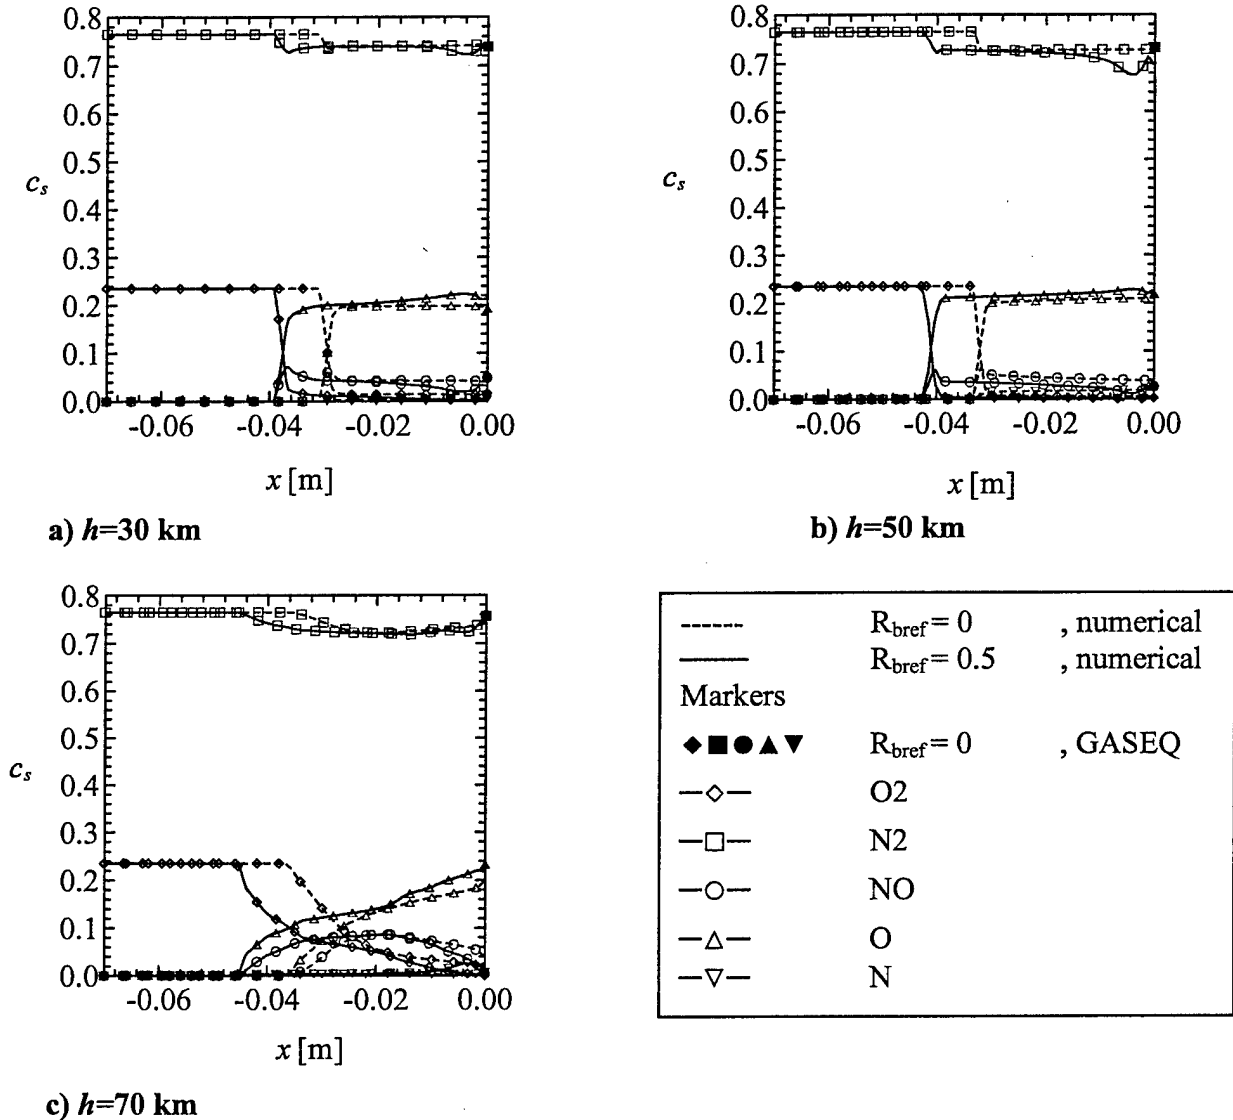 0.8
0.7
0.6
0.5
c_s
0.4
0.3
0.2
0.1
0.0
-0.06 -0.04 -0.02 0.00
x [m]
a) h=30 km
0.8
0.7
0.6
0.5
c_s
0.4
0.3
0.2
0.1
0.0
-0.06 -0.04 -0.02 0.00
x [m]
b) h=50 km
0.8
0.7
0.6
0.5
c_s
0.4
0.3
0.2
0.1
0.0
-0.06 -0.04 -0.02 0.00
x [m]
c) h=70 km
R_bref = 0 , numerical
R_bref = 0.5 , numerical
Markers
R_bref = 0 , GASEQ
O2
N2
NO
O
N